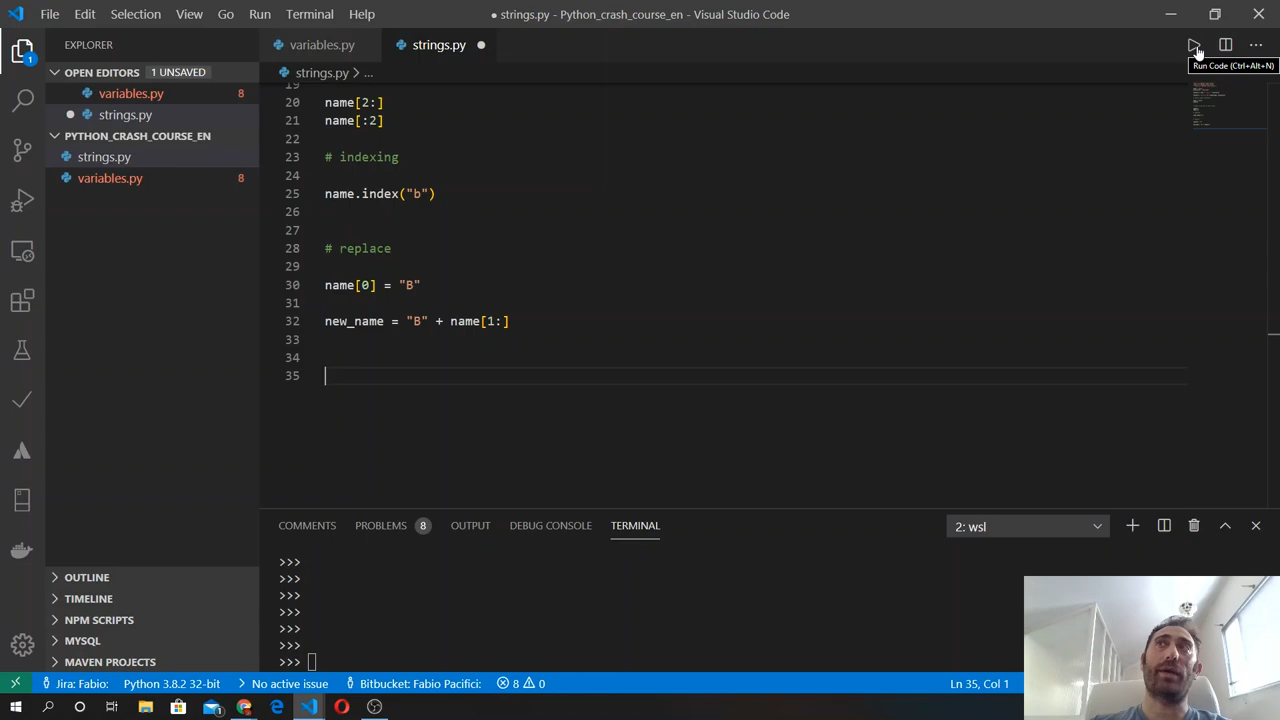 File Edit Selection View Go Run Terminal Help
● strings.py - Python_crash_course_en - Visual Studio Code
EXPLORER
variables.py
strings.py
Run Code (Ctrl+Alt+N)
OPEN EDITORS 1 UNSAVED
strings.py > ...
variables.py 8
strings.py
PYTHON_CRASH_COURSE_EN
strings.py
variables.py 8
1
19
20 name[2:]
21 name[:2]
22
23 # indexing
24
25 name.index("b")
26
27
28 # replace
29
30 name[0] = "B"
31
32 new_name = "B" + name[1:]
33
34
35
COMMENTS PROBLEMS 8 OUTPUT DEBUG CONSOLE TERMINAL
2: wsl
>>>
>>>
>>>
>>>
>>>
>>>
>>>
OUTLINE
TIMELINE
NPM SCRIPTS
MYSQL
MAVEN PROJECTS
Jira: Fabio: Python 3.8.2 32-bit No active issue Bitbucket: Fabio Pacifici: 8 0 Ln 35, Col 1